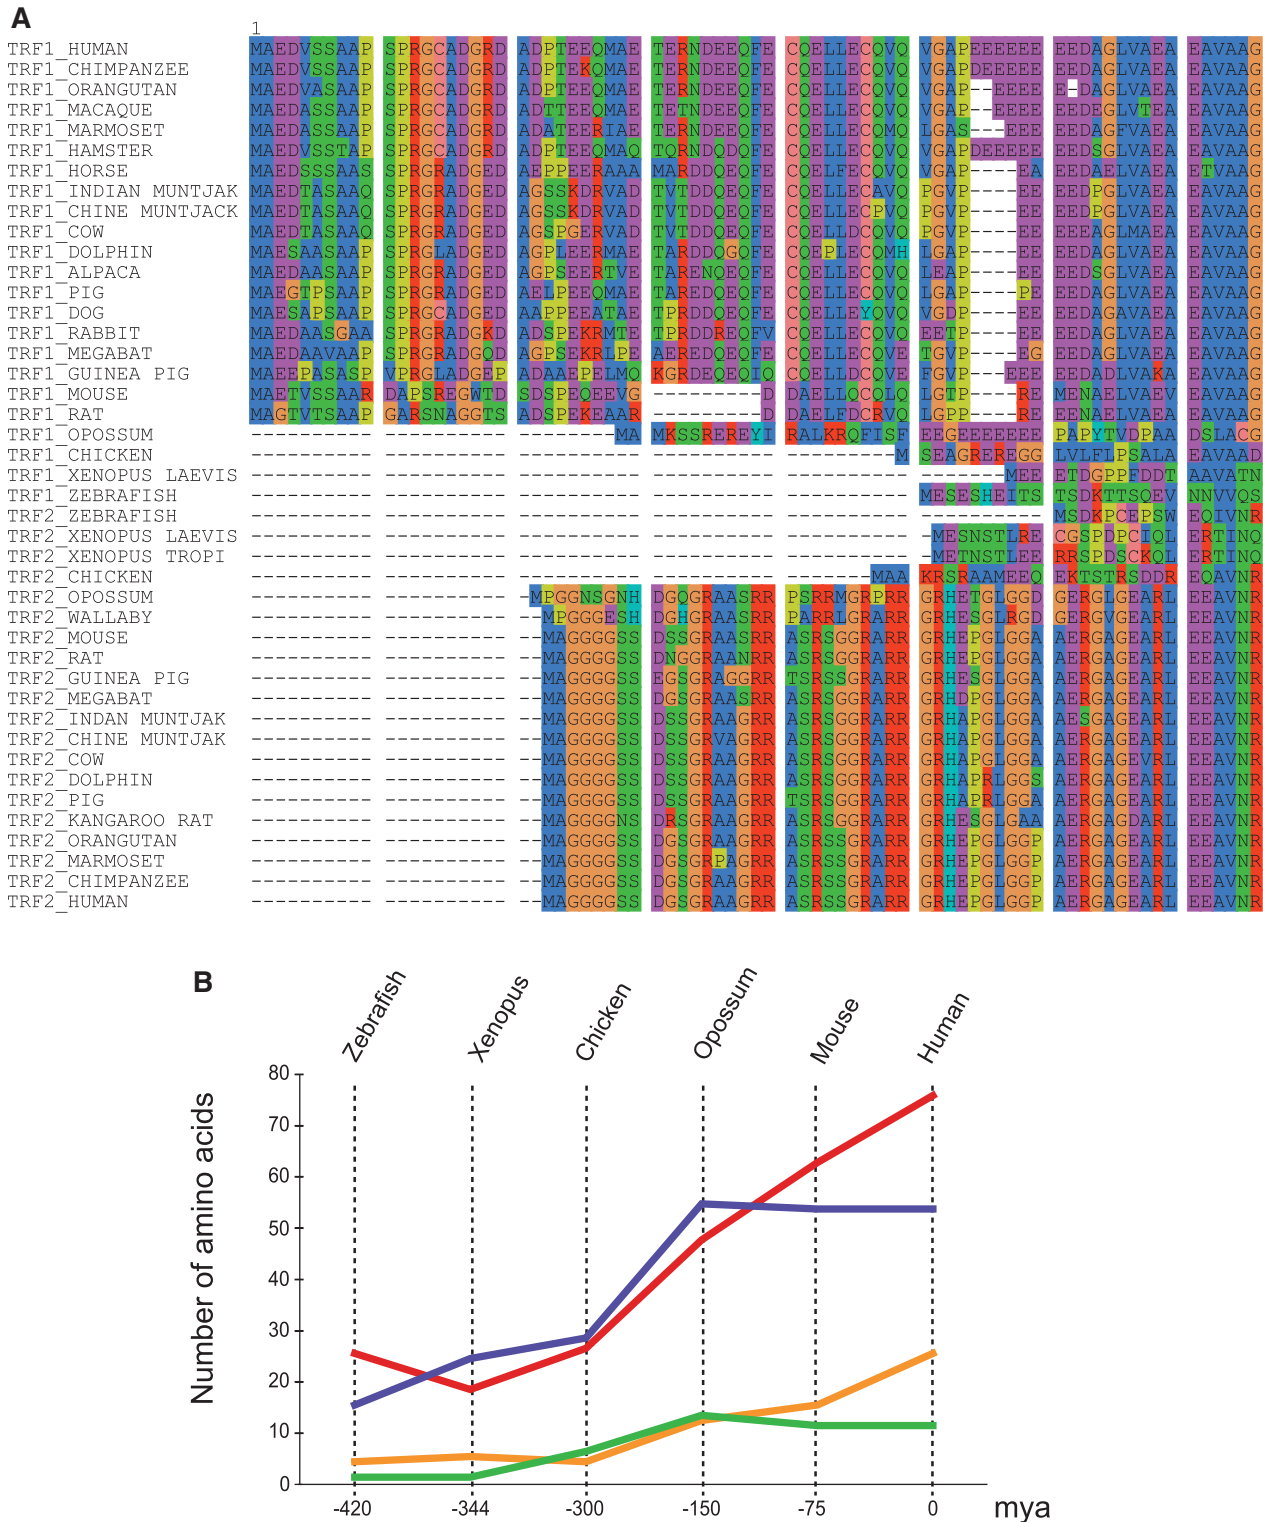 A
1
TRF1_HUMAN MAEDVSSAAP SPRGCADGRD ADPTEEQMAE TERNDEEQFE CQELLECQVQ VGAPEEEEEE EEDAGLVAEA EAVAAG
TRF1_CHIMPANZEE MAEDVSSAAP SPRGCADGRD ADPTEKQMAE TERNDEEQFE CQELLECQVQ VGAPDEEEEE EEDAGLVAEA EAVAAG
TRF1_ORANGUTAN MAEDVASAAP SPRGCADGRD ADPTEEQMAE TERNDEEQFE CQELLECQVQ VGAP--EEEE E-DAGLVAEA EAVAAG
TRF1_MACAQUE MAEDASSAAP SPRGCADGRD ADTTEEQMAE TETNDEEQFE CQELLECQVQ VGAP--EEEE EEDAGLVTEA EAVAAG
TRF1_MARMOSET MAEDASSAAP SPRGCADGRD ADATEERIAE TERNDEEQFE CQELLECQMQ LGAS---EEE EEDAGFVAEA EAVAAG
TRF1_HAMSTER MAEDVSSTAP SPRGCADGRD ADPTEEQMAQ TQRNDQDQFE CQELLECQVQ VGAPDEEEEE EEDSGLVAEA EAVAAG
TRF1_HORSE MAEDSSSAAS SPRGRADGED AEPPEERAAA MARDDEEQFE CQELFECQVQ VGAP----EA EEDAELVAEA ETVAAG
TRF1_INDIAN MUNTJAK MAEDTASAAQ SPRGRADGED AGSSKDRVAD TVTDDQEQFE CQELLECAVQ PGVP----EE EEDPGLVAEA EAVAAG
TRF1_CHINE MUNTJACK MAEDTASAAQ SPRGRADGED AGSSKDRVAD TVTDDQEQFE CQELLECPVQ PGVP----EE EEDPGLMAEA EAVAAG
TRF1_COW MAEDTASAAQ SPRGRADGED AGSPGERVAD TVTDDQEQFE CQELLECQVQ PGVP----EE EEEAGLMAEA EAVAAG
TRF1_DOLPHIN MAESAASAAP SPRGLADGED AGPLEERMAE TARDDQGQFE CQEPLECQMH LGAP----EE EEDAGLVAEA EAVAAG
TRF1_ALPACA MAEDAASAAP SPRGRADGED AGPSEERTVE TARENQEQFE CQELLECQVQ LEAP----EE EEDSGLVAEA EAVAAG
TRF1_PIG MAEGTPSAAP SPRGRADGED AELPEEQMAE TAREDQEQFE CQELLECQVQ LGAP----PE EEDAGLVAEA EAVAAG
TRF1_DOG MAESAPSAAP SPRGCADGED AAPPEEATAE TPRDDQEQFE CQELLEYQVQ VGDP----EE EEDAGLVAEA EAVAAG
TRF1_RABBIT MAEDAASGAA SPRGRADGKD ADSPEKRLTE TPRDDREQFV CQELLECQVQ EETP----EE EEDAGLVAEA EAVAAG
TRF1_MEGABAT MAEDAAVAAP SPRGRADGQD AGPSEKRLPE AEREDQEQFE CQELLECQVE TGVP----EG EEDAGLVAEA EAVAAG
TRF1_GUINEA PIG MAEEPASASP VPRGLADGEP ADAAEPELMQ KGRDEQEQIQ CQELLDCQVL FGVP---EEE EEDADLVAKA EAVAAG
TRF1_MOUSE MAETVSSAAR DAPSREGWTD SDSPEQEEVG ---------D DAELLQCQLQ LGTP----RE MENAELVAEA EAVAAG
TRF1_RAT MAGTVTSAAP GARSNAGGTS ADSPEKEAAR ---------D DAELFDCRVQ LGPP----RE EENAELVAEA EAVAAG
TRF1_OPOSSUM ---------- ---------- --------MA MKSSREREYI RALKRQFISF EEGEEEEEEE PAPYTVDPAA DSLACG
TRF1_CHICKEN ---------- ---------- ---------- ---------- ---------M SEAGREREGG LVLFLPSALA EAVAAD
TRF1_XENOPUS LAEVIS ---------- ---------- ---------- ---------- ---------- -------MEE ETDGPPFDDT AAVATN
TRF1_ZEBRAFISH ---------- ---------- ---------- ---------- ---------- MESESHEITS TSDKTTSQEV NNVVQS
TRF2_ZEBRAFISH ---------- ---------- ---------- ---------- ---------- ---------- MSDKPCEPSW EQIVNR
TRF2_XENOPUS LAEVIS ---------- ---------- ---------- ---------- ---------- -MESNSTLRE CGSPDPCIQL ERTINQ
TRF2_XENOPUS TROPI ---------- ---------- ---------- ---------- ---------- -METNSTLEE RRSPDSCKQL ERTINQ
TRF2_CHICKEN ---------- ---------- ---------- ---------- -------MAA KRSRAAMEEQ EKTSTRSDDR EQAVNR
TRF2_OPOSSUM ---------- ---------- -MPGGNSGNH DGQGRAASRR PSRRMGRPRR GRHETGLGGD GERGLGEARL EEAVNR
TRF2_WALLABY ---------- ---------- --MPGGGESH DGHGRAASRR PARRLGRARR GRHESGLRGD GERGVGEARL EEAVNR
TRF2_MOUSE ---------- ---------- --MAGGGGSS DSSGRAASRR ASRSGGRARR GRHEPGLGGA AERGAGEARL EEAVNR
TRF2_RAT ---------- ---------- --MAGGGGSS DNGGRAANRR ASRSGGRARR GRHEPGLGGA AERGAGEARL EEAVNR
TRF2_GUINEA PIG ---------- ---------- --MAGGGGSS EGSGRAGGRR TSRSSGRARR GRHESGLGGA AERGAGEARL EEAVNR
TRF2_MEGABAT ---------- ---------- --MAGGGGSS DGSGRAASRR ASRSGGRARR GRHDPGLGGA AERGAGEARL EEAVNR
TRF2_INDAN MUNTJAK ---------- ---------- --MAGGGGSS DSSGRVAGRR ASRSGGRARR GRHAPGLGGA AESGAGEARL EEAVNR
TRF2_CHINE MUNTJAK ---------- ---------- --MAGGGGSS DSSGRVAGRR ASRSGGRARR GRHAPGLGGA AERGAGEARL EEAVNR
TRF2_COW ---------- ---------- --MAGGGGSS DSSGRAAGRR ASRSGGRARR GRHAPGLGGA AERGAGEARL EEAVNR
TRF2_DOLPHIN ---------- ---------- --MAGGGGSS DSSGRAAGRR ASRSGGRARR GRHAPRLGGS AERGAGEVRL EEAVNR
TRF2_PIG ---------- ---------- --MAGGGGSS DSSGRAAGRR TSRSGGRARR GRHAPRLGGA AERGAGEARL EEAVNR
TRF2_KANGAROO RAT ---------- ---------- --MAGGGGNS DRSGRAAGRR ASRSGGRARR GRHESGLGAA AERGAGDARL EEAVNR
TRF2_ORANGUTAN ---------- ---------- --MAGGGGSS DGSGRAAGRR ASRSSGRARR GRHEPGLGGP AERGAGEARL EEAVNR
TRF2_MARMOSET ---------- ---------- --MAGGGGSS DGSGRPAGRR ASRSSGRARR GRHEPGLGGP AERGAGEARL EEAVNR
TRF2_CHIMPANZEE ---------- ---------- --MAGGGGSS DGSGRAAGRR ASRSSGRARR GRHEPGLGGP AERGAGEARL EEAVNR
TRF2_HUMAN ---------- ---------- --MAGGGGSS DGSGRAAGRR ASRSSGRARR GRHEPGLGGP AERGAGEARL EEAVNR
B
Zebrafish Xenopus Chicken Opossum Mouse Human
Number of amino acids
80
70
60
50
40
30
20
10
0
-420 -344 -300 -150 -75 0 mya